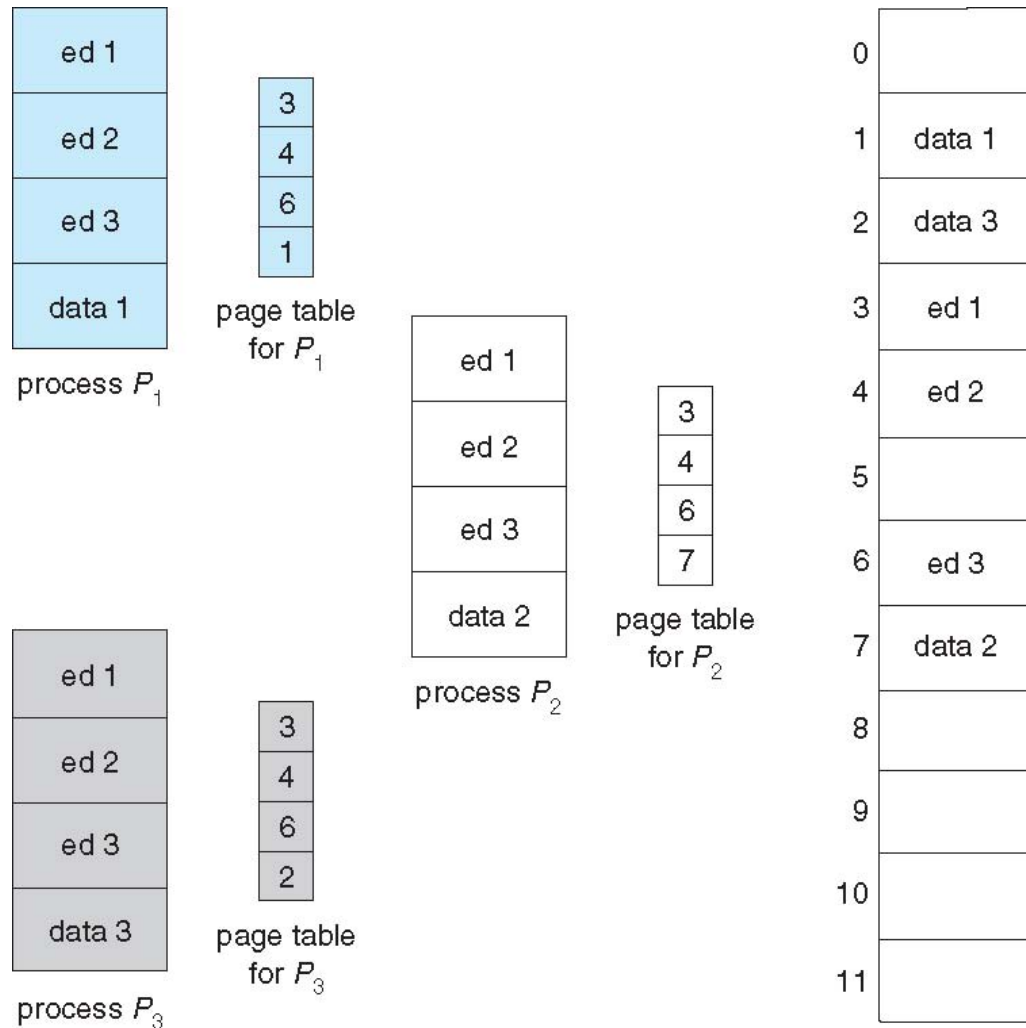 ed 1
ed 2
ed 3
data 1
process P1
3
4
6
1
page table
for P1
ed 1
ed 2
ed 3
data 2
process P2
3
4
6
7
page table
for P2
ed 1
ed 2
ed 3
data 3
process P3
3
4
6
2
page table
for P3
0
1 data 1
2 data 3
3 ed 1
4 ed 2
5
6 ed 3
7 data 2
8
9
10
11